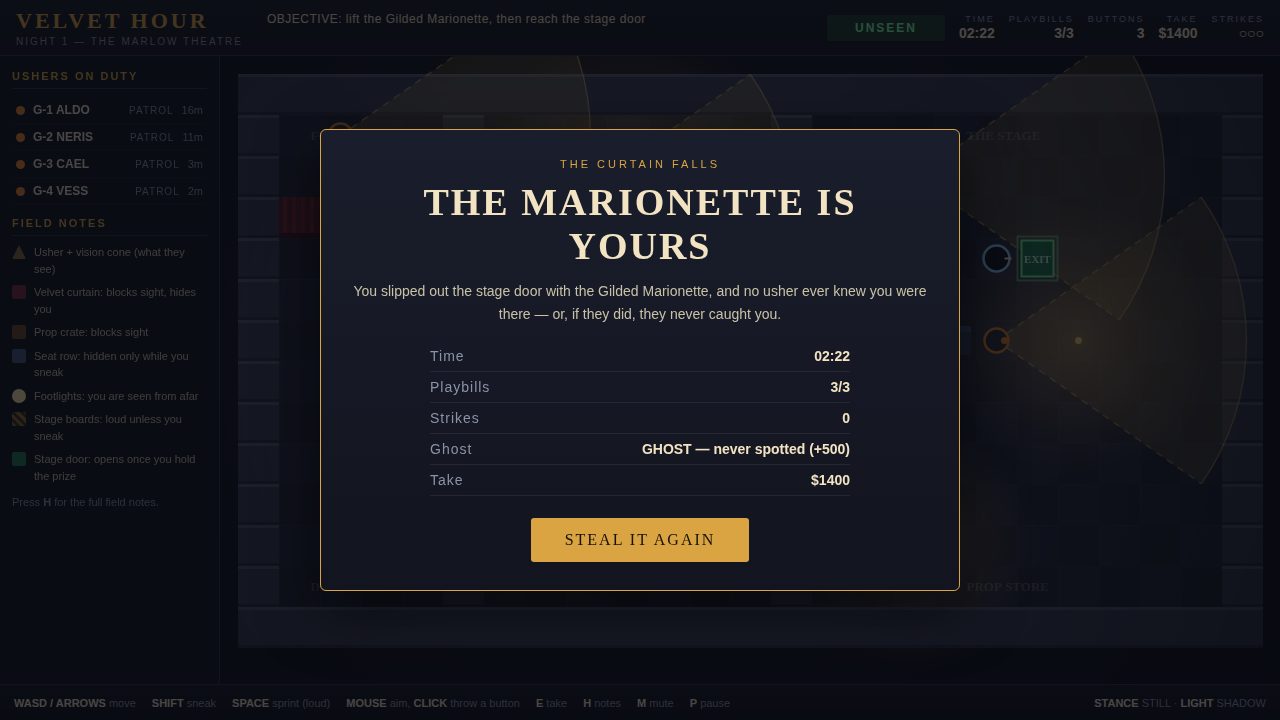 VELVET HOUR
NIGHT 1 — THE MARLOW THEATRE
OBJECTIVE: lift the Gilded Marionette, then reach the stage door
UNSEEN
TIME PLAYBILLS BUTTONS TAKE STRIKES
02:22 3/3 3 $1400 ○○○
USHERS ON DUTY
G-1 ALDO PATROL 16m
G-2 NERIS PATROL 11m
G-3 CAEL PATROL 3m
G-4 VESS PATROL 2m
FIELD NOTES
Usher + vision cone (what they
see)
Velvet curtain: blocks sight, hides
you
Prop crate: blocks sight
Seat row: hidden only while you
sneak
Footlights: you are seen from afar
Stage boards: loud unless you
sneak
Stage door: opens once you hold
the prize
Press H for the full field notes.
THE STAGE
EXIT
PROP STORE
THE CURTAIN FALLS
THE MARIONETTE IS
YOURS
You slipped out the stage door with the Gilded Marionette, and no usher ever knew you were
there — or, if they did, they never caught you.
Time 02:22
Playbills 3/3
Strikes 0
Ghost GHOST — never spotted (+500)
Take $1400
STEAL IT AGAIN
WASD / ARROWS move SHIFT sneak SPACE sprint (loud) MOUSE aim, CLICK throw a button E take H notes M mute P pause
STANCE STILL · LIGHT SHADOW